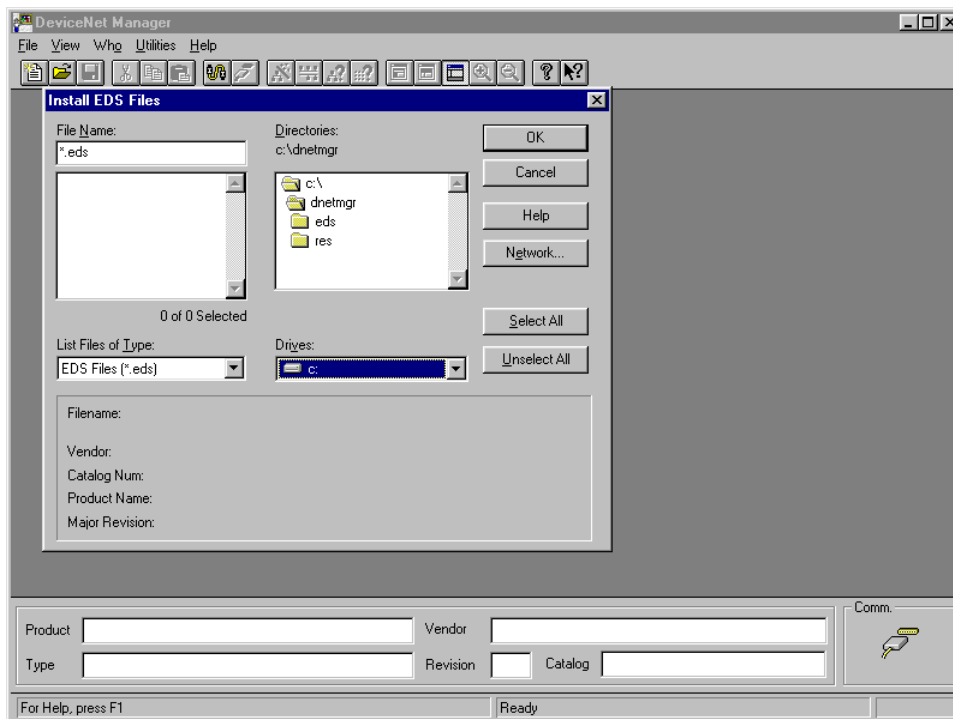 DeviceNet Manager
File View Who Utilities Help
Install EDS Files
File Name:
*.eds
0 of 0 Selected
List Files of Type:
EDS Files (*.eds)
Directories:
c:\dnetmgr
c:\
dnetmgr
eds
res
Drives:
c:
OK
Cancel
Help
Network...
Select All
Unselect All
Filename:
Vendor:
Catalog Num:
Product Name:
Major Revision:
Product
Vendor
Type
Revision
Catalog
Comm.
For Help, press F1
Ready